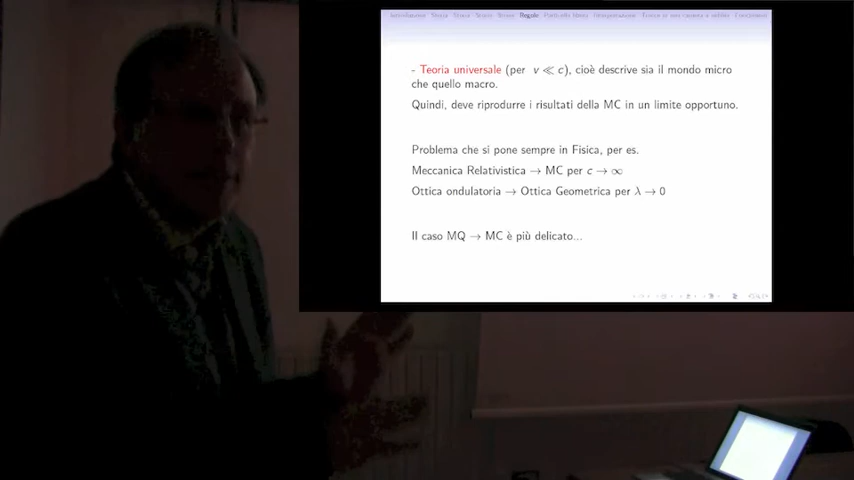 Regole
- Teoria universale (per v ≪ c), cioè descrive sia il mondo micro
che quello macro.
Quindi, deve riprodurre i risultati della MC in un limite opportuno.
Problema che si pone sempre in Fisica, per es.
Meccanica Relativistica → MC per c → ∞
Ottica ondulatoria → Ottica Geometrica per λ → 0
Il caso MQ → MC è più delicato...